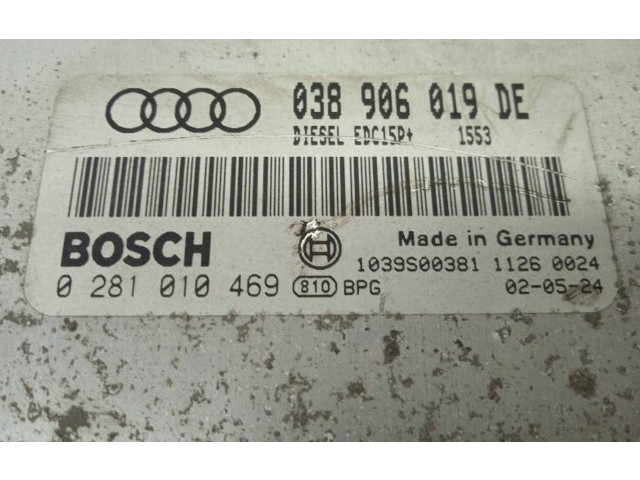 038 906 019 DE
DIESEL EDC15P+ 1553
BOSCH
Made in Germany
1039S00381 1126 0024
0 281 010 469 810 BPG 02-05-24